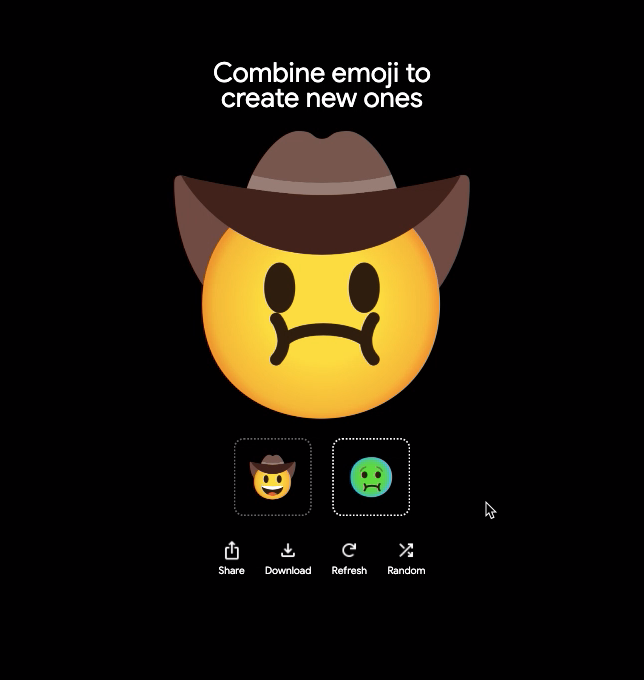 Combine emoji to
create new ones
Share
Download
Refresh
Random